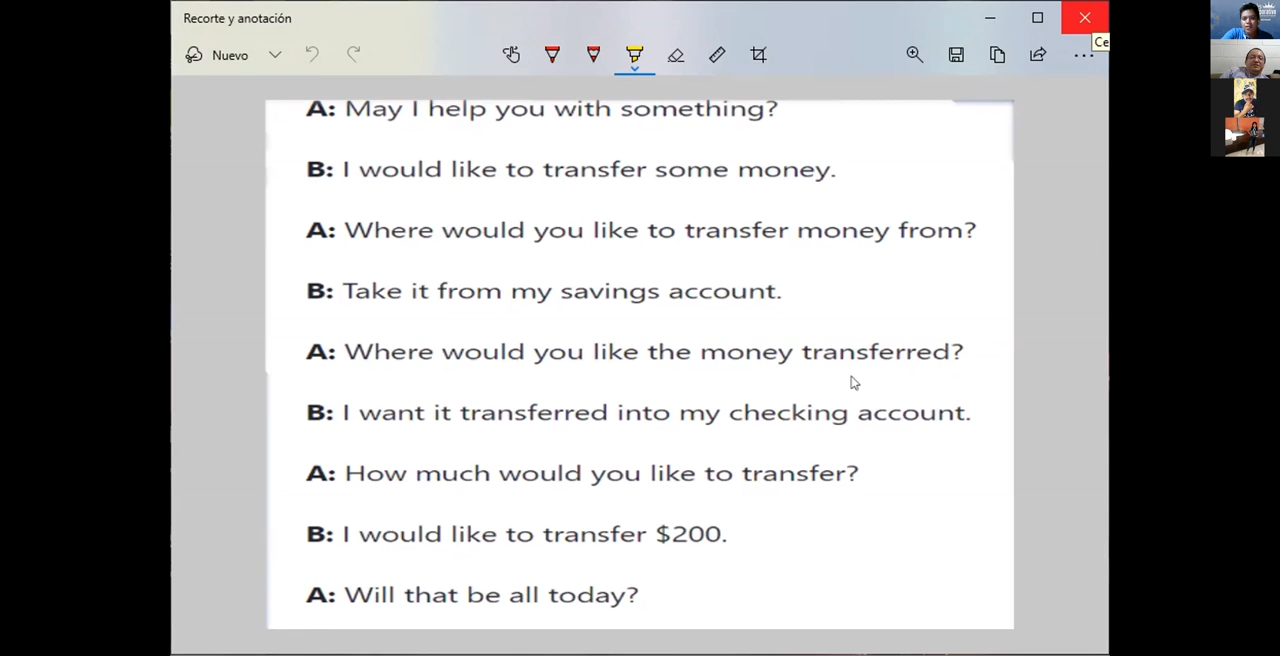 Recorte y anotación
Nuevo
Ce
A: May I help you with something?
B: I would like to transfer some money.
A: Where would you like to transfer money from?
B: Take it from my savings account.
A: Where would you like the money transferred?
B: I want it transferred into my checking account.
A: How much would you like to transfer?
B: I would like to transfer $200.
A: Will that be all today?